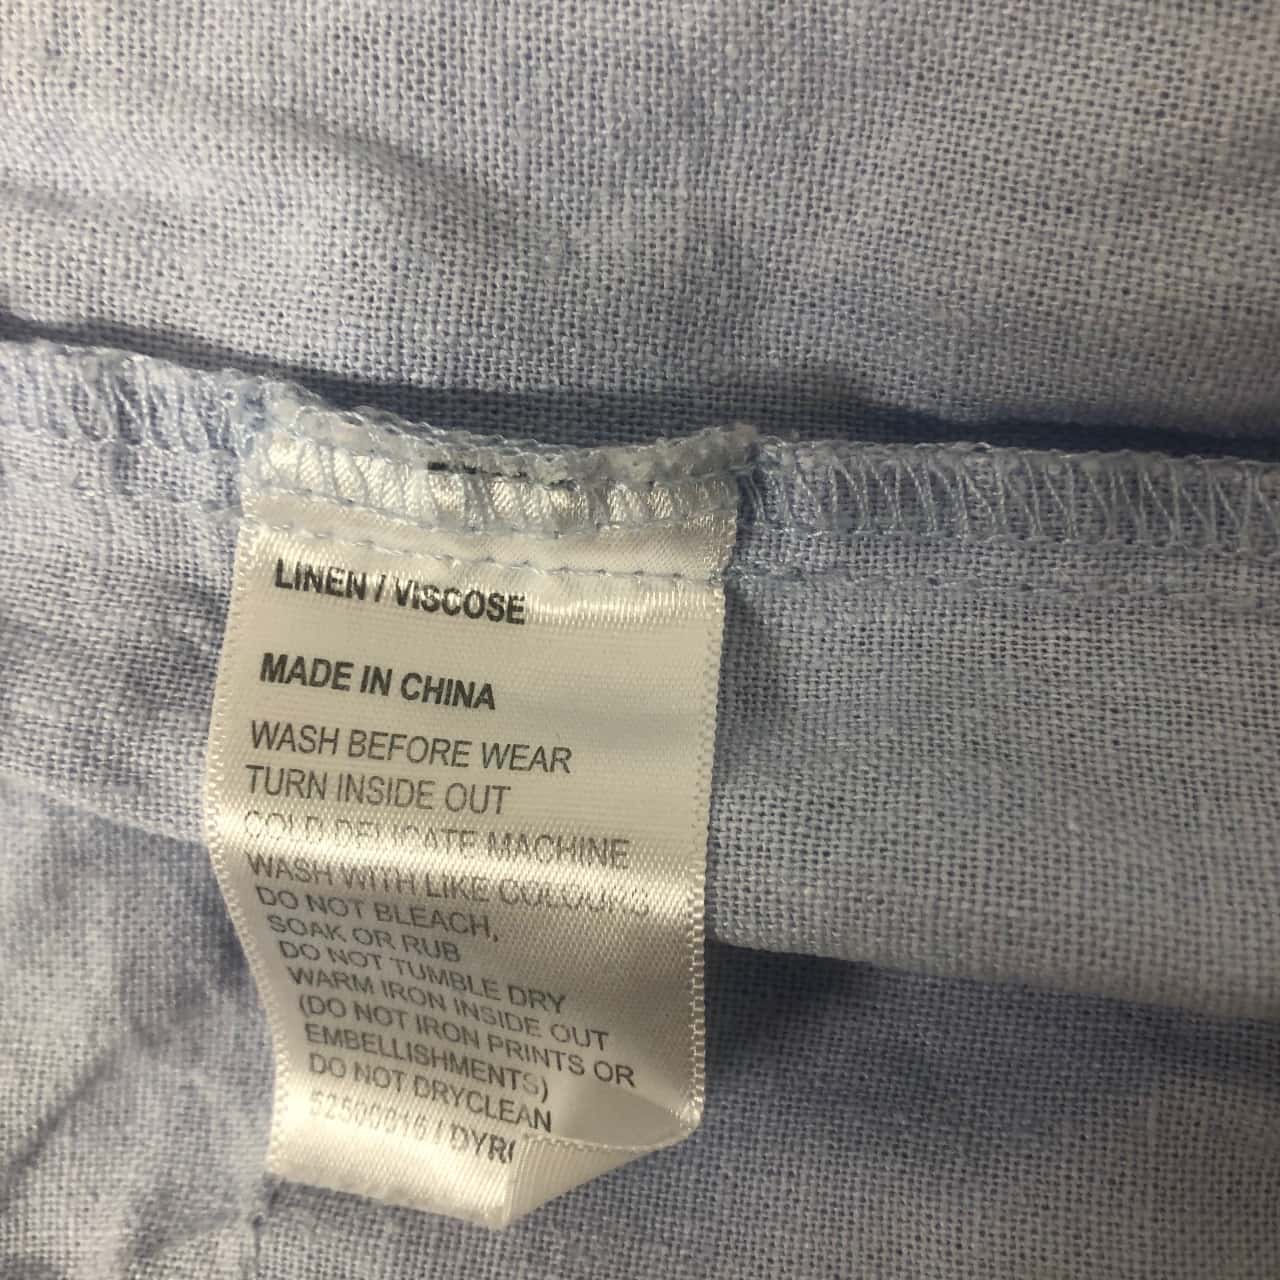 LINEN / VISCOSE
MADE IN CHINA
WASH BEFORE WEAR
TURN INSIDE OUT
COLD DELICATE MACHINE
WASH WITH LIKE COLOURS
DO NOT BLEACH,
SOAK OR RUB
DO NOT TUMBLE DRY
WARM IRON INSIDE OUT
(DO NOT IRON PRINTS OR
EMBELLISHMENTS)
DO NOT DRYCLEAN